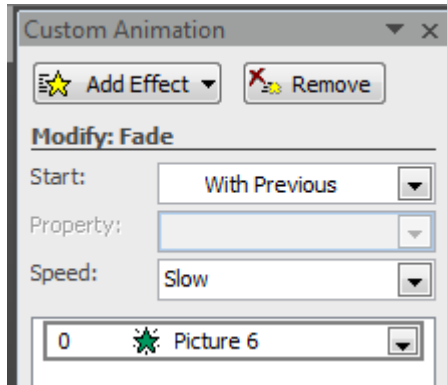 Custom Animation
Add Effect Remove
Modify: Fade
Start: With Previous
Property:
Speed: Slow
0 Picture 6